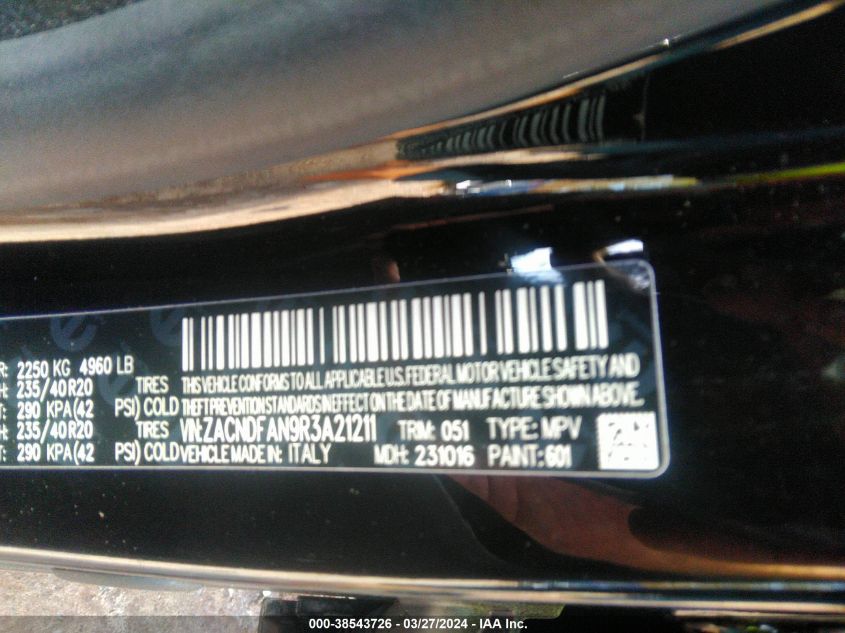 R: 2250 KG 4960 LB
H: 235/40R20 TIRES THIS VEHICLE CONFORMS TO ALL APPLICABLE U.S. FEDERAL MOTOR VEHICLE SAFETY AND
T: 290 KPA(42 PSI) COLD THEFT PREVENTION STANDARDS IN EFFECT ON THE DATE OF MANUFACTURE SHOWN ABOVE.
H: 235/40R20 TIRES VIN:ZACNDFAN9R3A21211 TRIM: 051 TYPE: MPV
T: 290 KPA(42 PSI) COLD VEHICLE MADE IN: ITALY MDH: 231016 PAINT:601
000-38543726 - 03/27/2024 - IAA Inc.